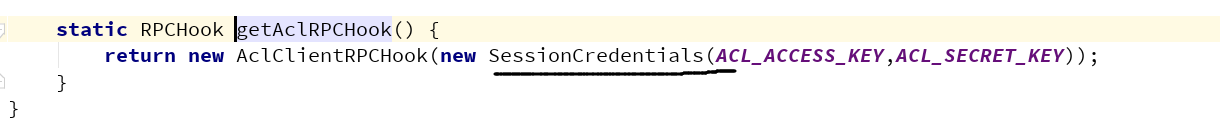 static RPCHook getAclRPCHook() {
return new AclClientRPCHook(new SessionCredentials(ACL_ACCESS_KEY,ACL_SECRET_KEY));
}
}